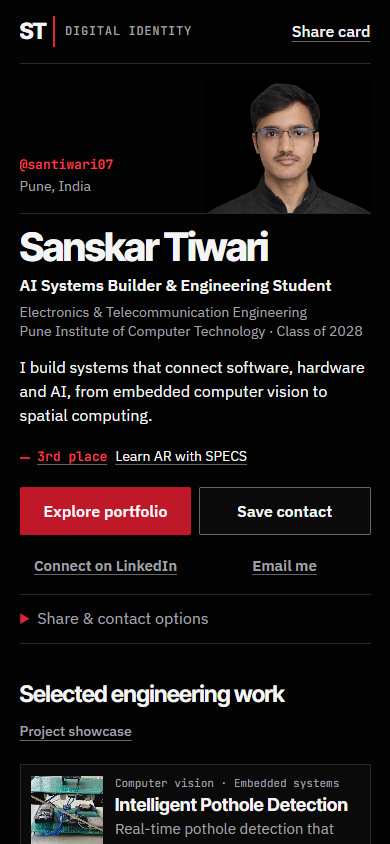 ST DIGITAL IDENTITY Share card
@santiwari07
Pune, India
Sanskar Tiwari
AI Systems Builder & Engineering Student
Electronics & Telecommunication Engineering
Pune Institute of Computer Technology · Class of 2028
I build systems that connect software, hardware
and AI, from embedded computer vision to
spatial computing.
— 3rd place Learn AR with SPECS
Explore portfolio Save contact
Connect on LinkedIn Email me
▶ Share & contact options
Selected engineering work
Project showcase
Computer vision · Embedded systems
Intelligent Pothole Detection
Real-time pothole detection that